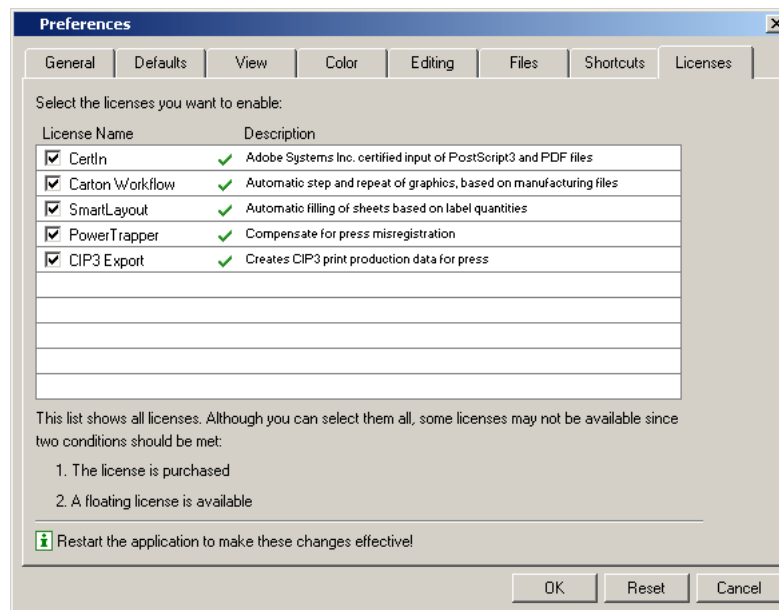 Preferences
General Defaults View Color Editing Files Shortcuts Licenses
Select the licenses you want to enable:
License Name Description
CertIn Adobe Systems Inc. certified input of PostScript3 and PDF files
Carton Workflow Automatic step and repeat of graphics, based on manufacturing files
SmartLayout Automatic filling of sheets based on label quantities
PowerTrapper Compensate for press misregistration
CIP3 Export Creates CIP3 print production data for press
This list shows all licenses. Although you can select them all, some licenses may not be available since
two conditions should be met:
1. The license is purchased
2. A floating license is available
Restart the application to make these changes effective!
OK Reset Cancel